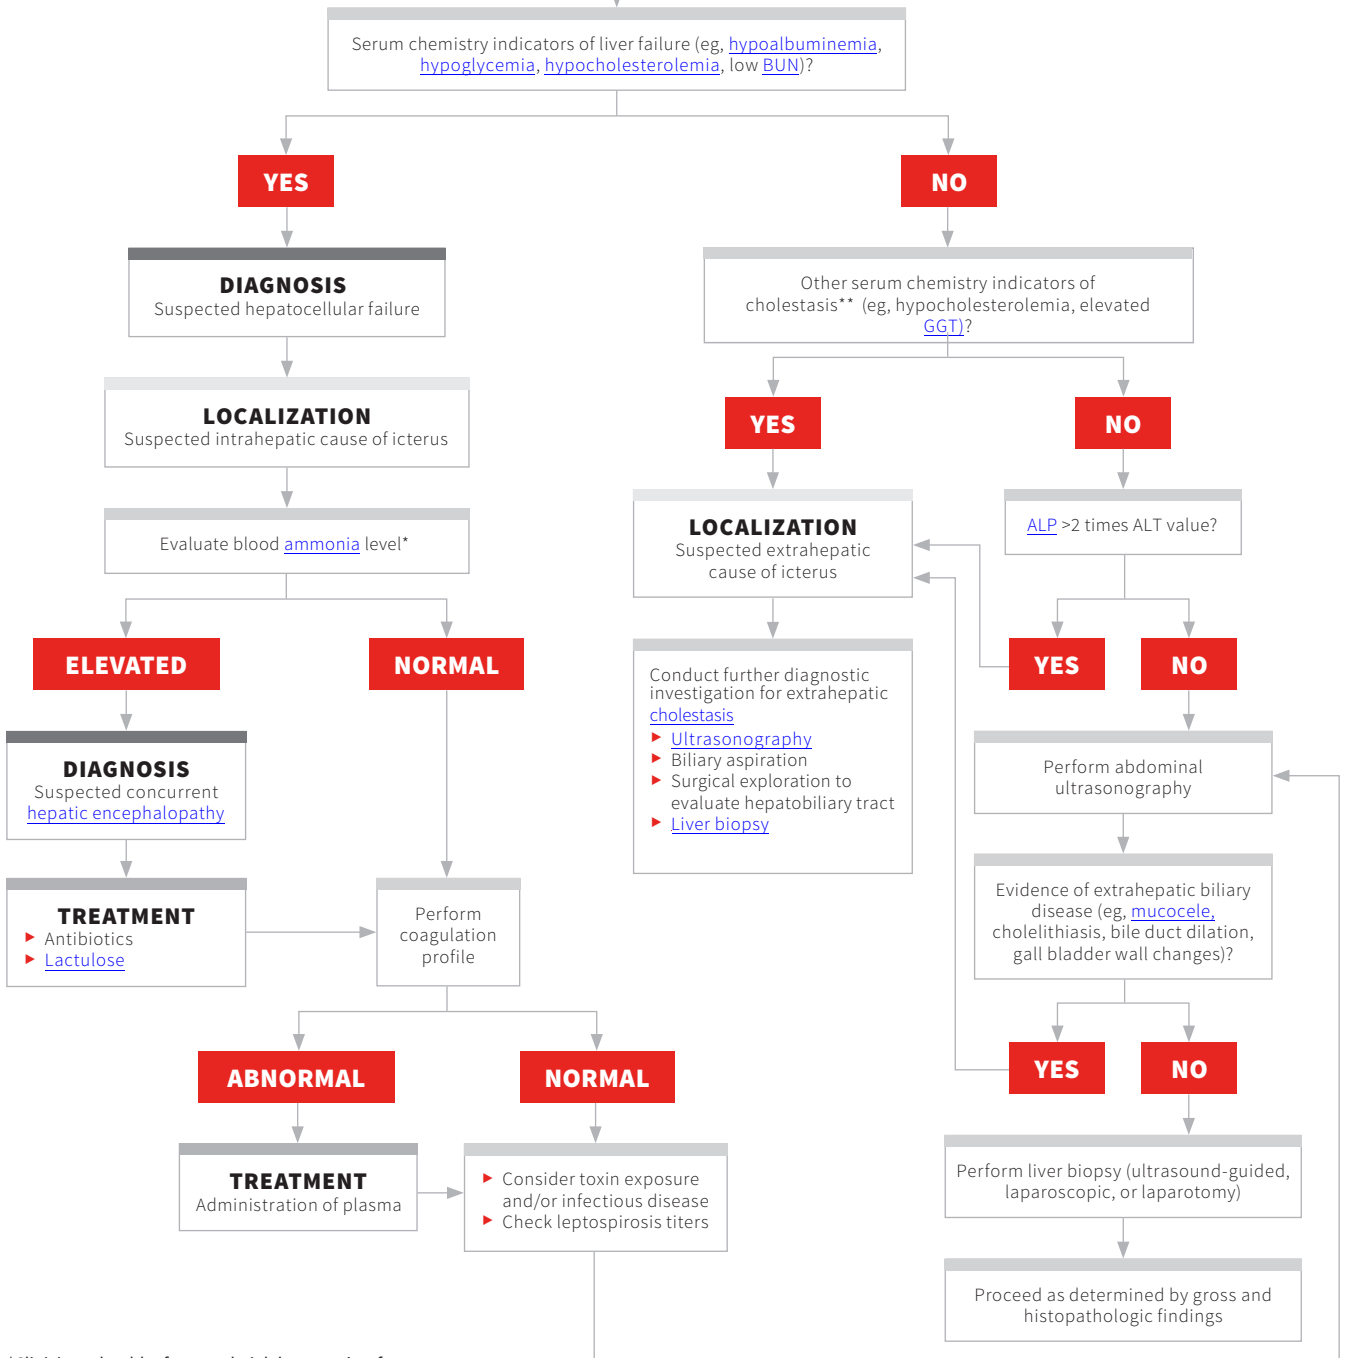 Serum chemistry indicators of liver failure (eg, hypoalbuminemia,
hypoglycemia, hypocholesterolemia, low BUN)?
YES
NO
DIAGNOSIS
Suspected hepatocellular failure
Other serum chemistry indicators of
cholestasis** (eg, hypocholesterolemia, elevated
GGT)?
LOCALIZATION
Suspected intrahepatic cause of icterus
YES
NO
Evaluate blood ammonia level*
LOCALIZATION
Suspected extrahepatic
cause of icterus
ALP >2 times ALT value?
ELEVATED
NORMAL
YES
NO
Conduct further diagnostic
investigation for extrahepatic
cholestasis
▶ Ultrasonography
▶ Biliary aspiration
▶ Surgical exploration to
evaluate hepatobiliary tract
▶ Liver biopsy
DIAGNOSIS
Suspected concurrent
hepatic encephalopathy
Perform abdominal
ultrasonography
TREATMENT
▶ Antibiotics
▶ Lactulose
Perform
coagulation
profile
Evidence of extrahepatic biliary
disease (eg, mucocele,
cholelithiasis, bile duct dilation,
gall bladder wall changes)?
ABNORMAL
NORMAL
YES
NO
TREATMENT
Administration of plasma
▶ Consider toxin exposure
and/or infectious disease
▶ Check leptospirosis titers
Perform liver biopsy (ultrasound-guided,
laparoscopic, or laparotomy)
Proceed as determined by gross and
histopathologic findings